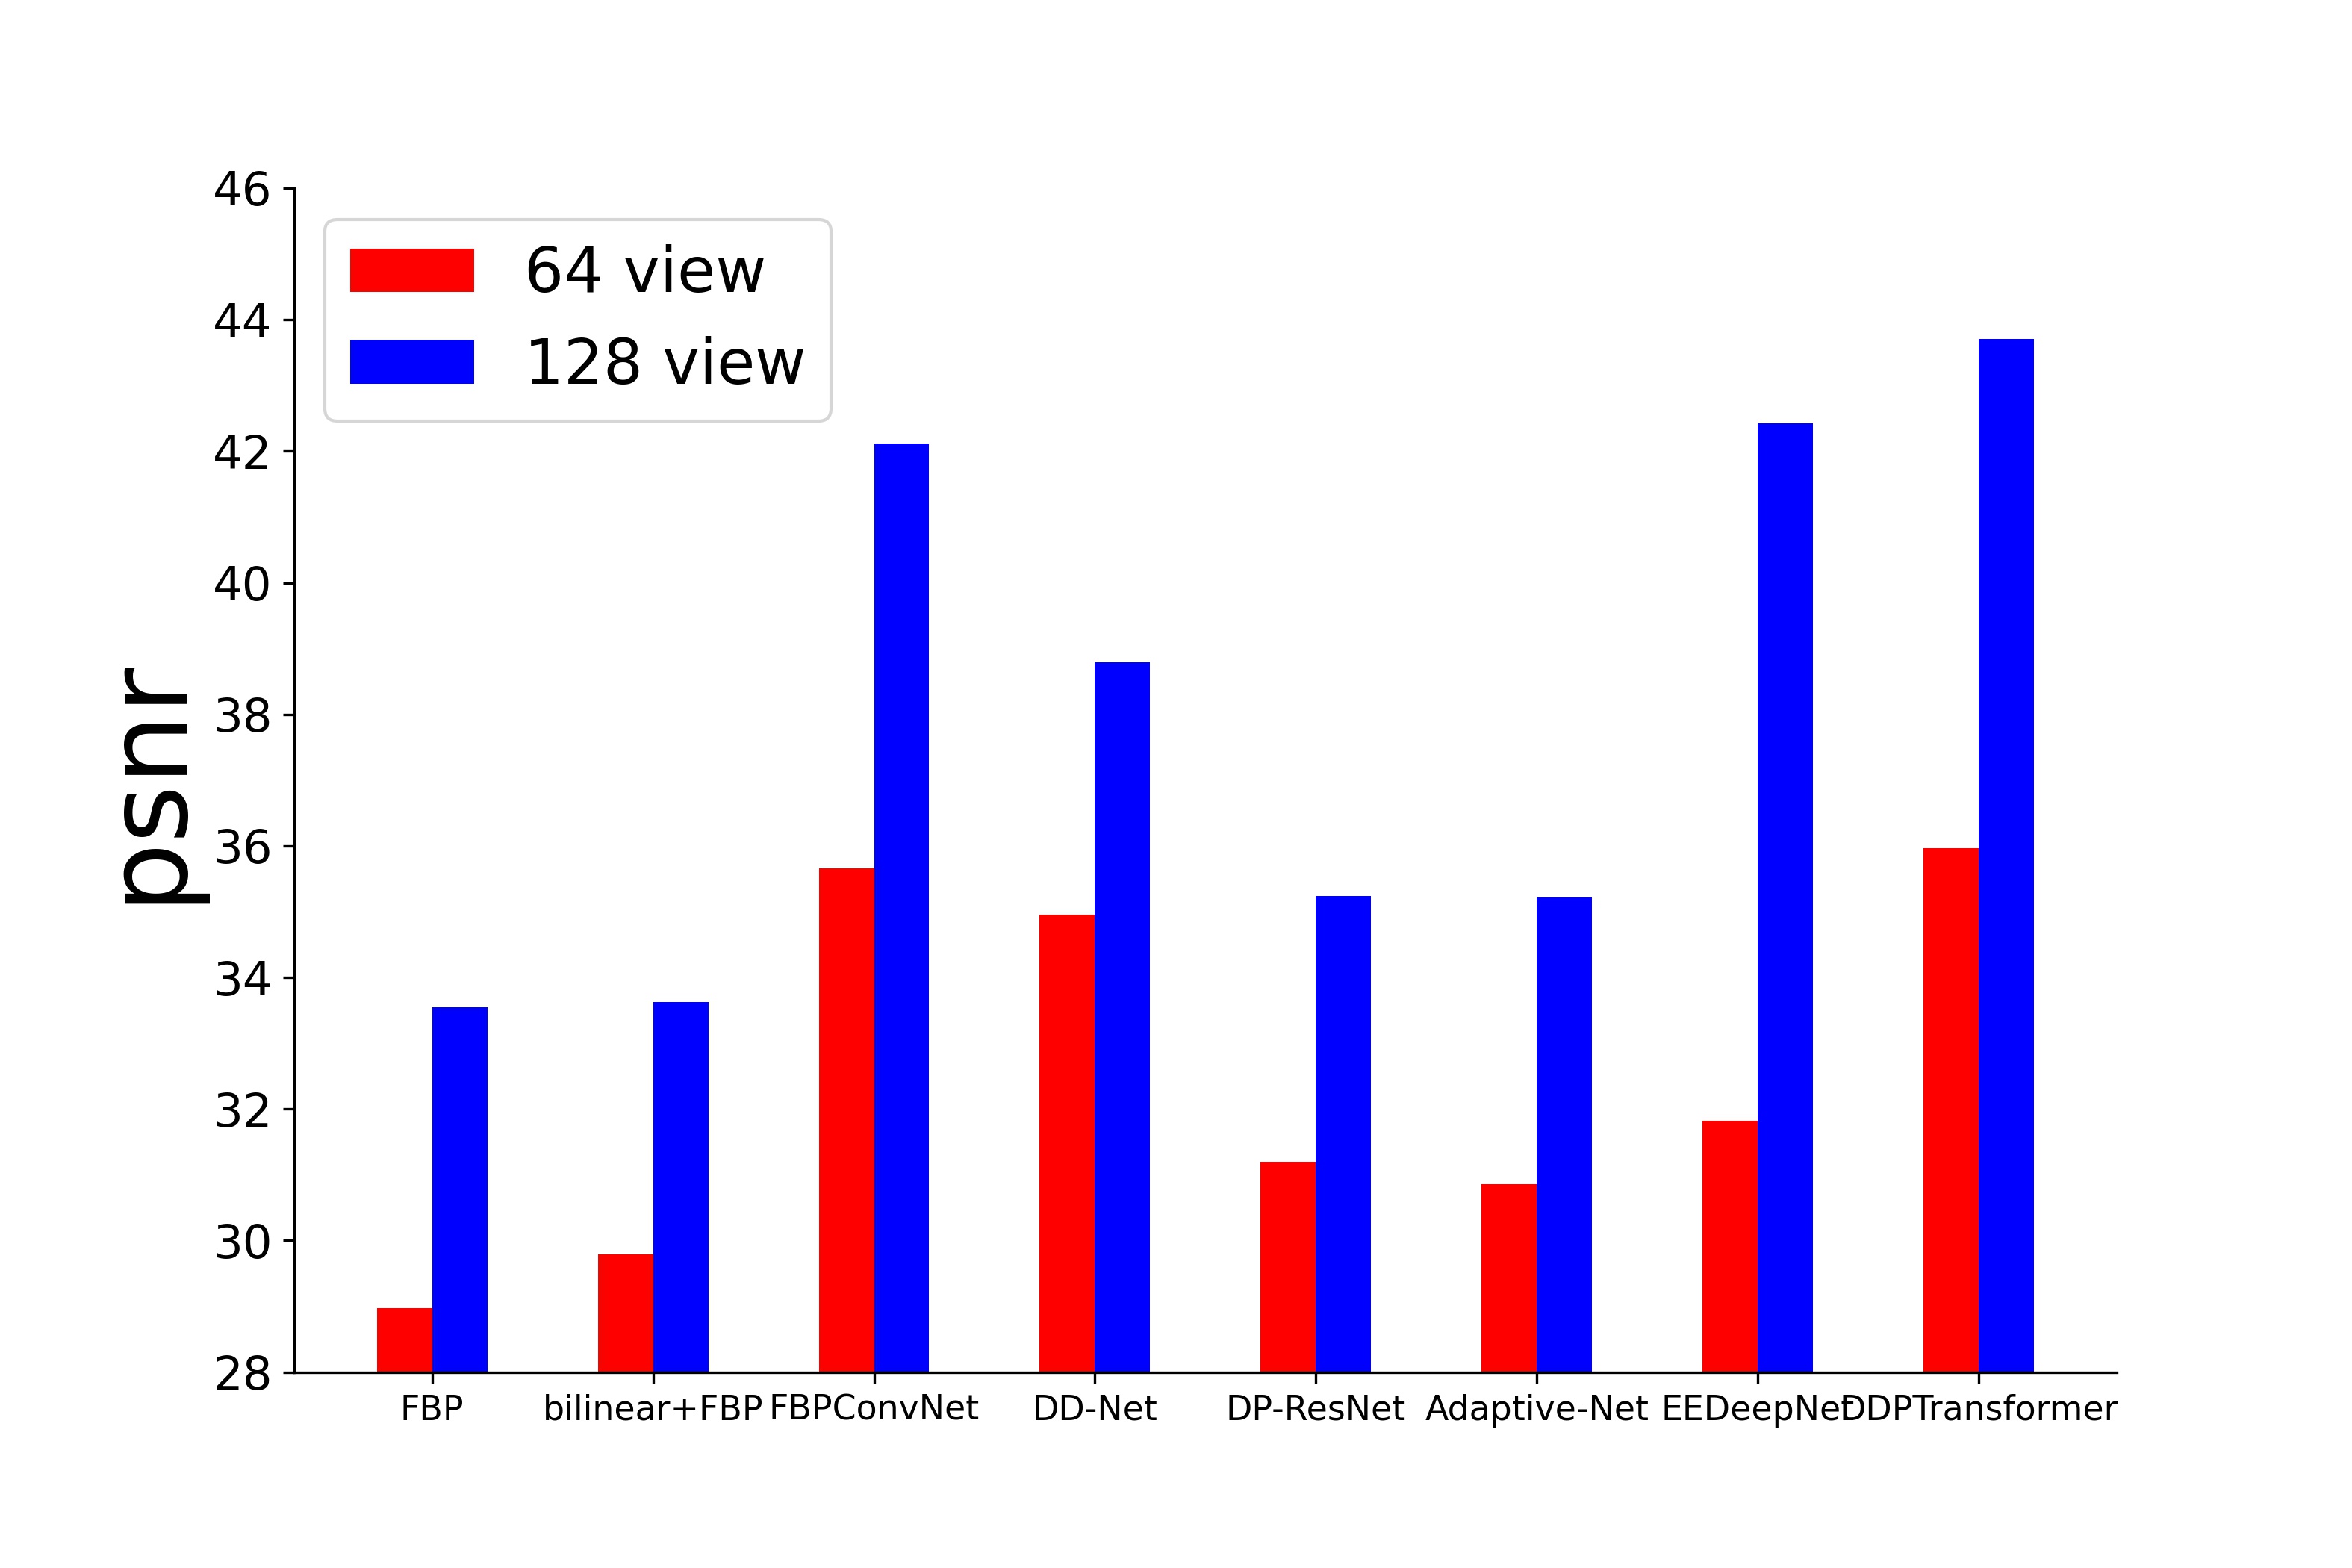 46
44
42
40
38
36
34
32
30
28
psnr
64 view
128 view
FBP
bilinear+FBP
FBPConvNet
DD-Net
DP-ResNet
Adaptive-Net
EEDeepNet
DDPTransformer